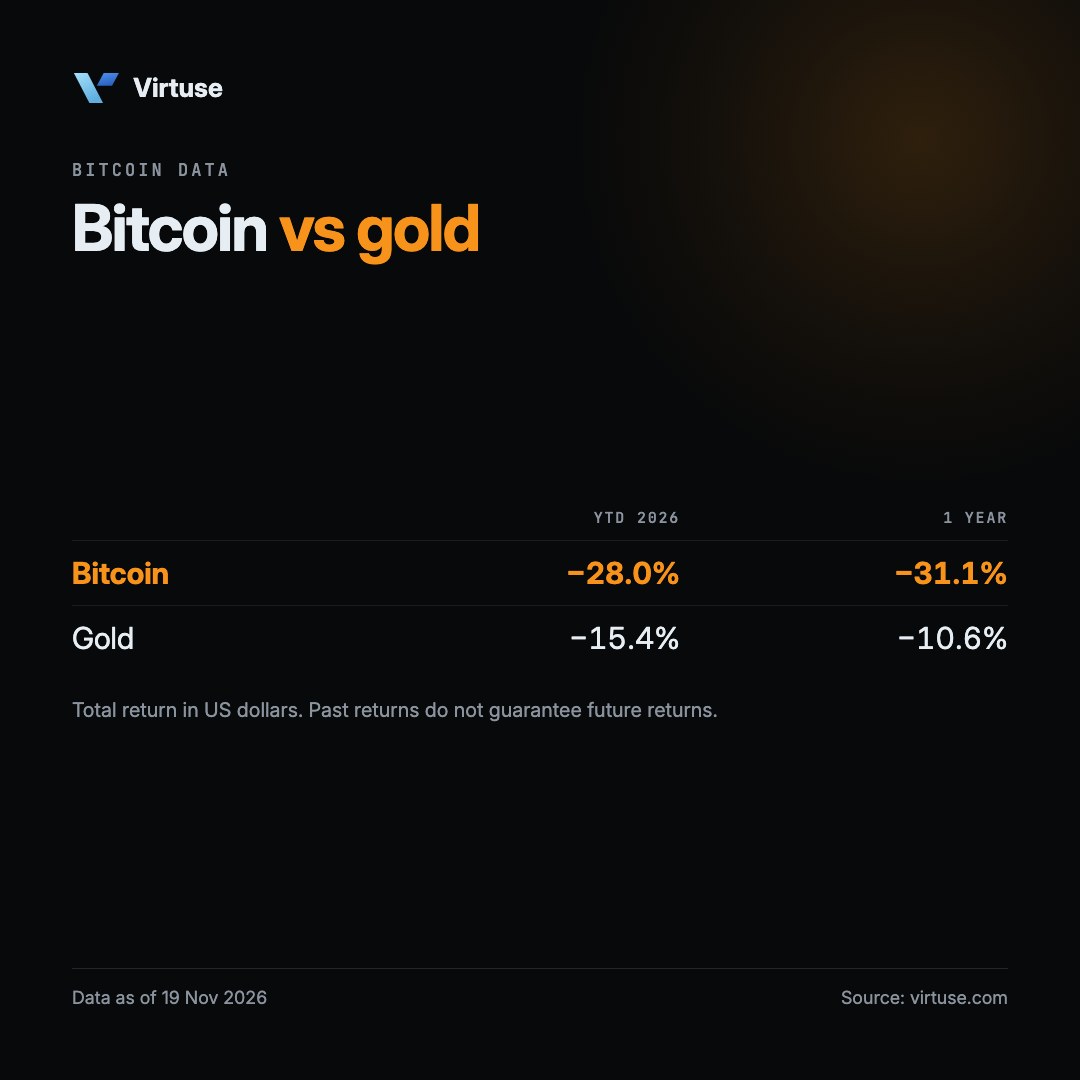 Virtuse
BITCOIN DATA
Bitcoin vs gold
YTD 2026 1 YEAR
Bitcoin −28.0% −31.1%
Gold −15.4% −10.6%
Total return in US dollars. Past returns do not guarantee future returns.
Data as of 19 Nov 2026 Source: virtuse.com